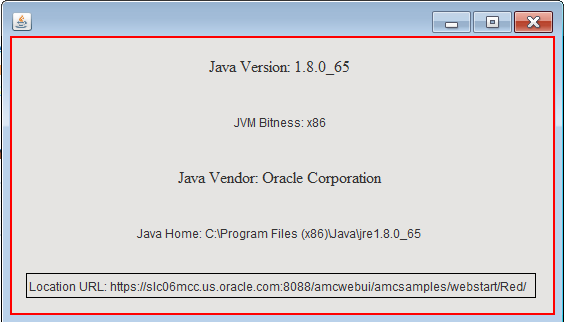 Java Version: 1.8.0_65
JVM Bitness: x86
Java Vendor: Oracle Corporation
Java Home: C:\Program Files (x86)\Java\jre1.8.0_65
Location URL: https://slc06mcc.us.oracle.com:8088/amcwebui/amcsamples/webstart/Red/